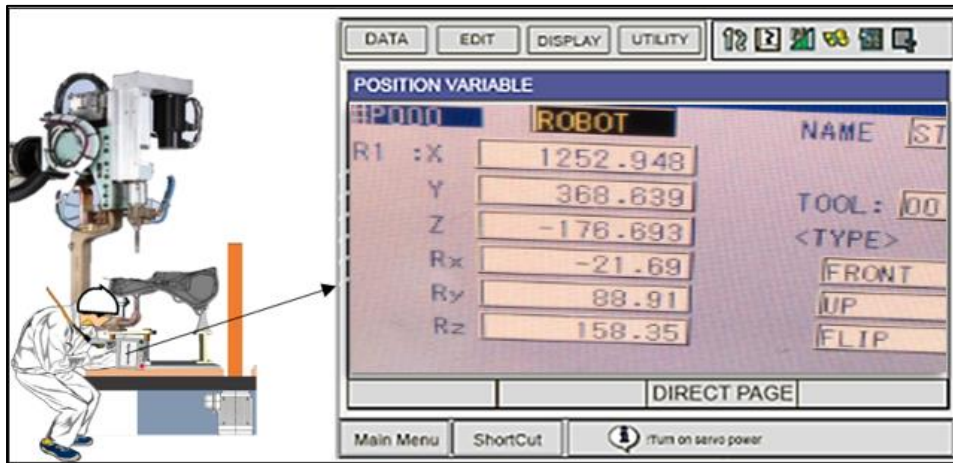 DATA EDIT DISPLAY UTILITY
POSITION VARIABLE
#P000 ROBOT NAME ST
R1 :X 1252.948
Y 368.639
Z -176.693 TOOL: 00
Rx -21.69 <TYPE>
Ry 88.91 FRONT
Rz 158.35 UP
FLIP
DIRECT PAGE
Main Menu ShortCut :Turn on servo power